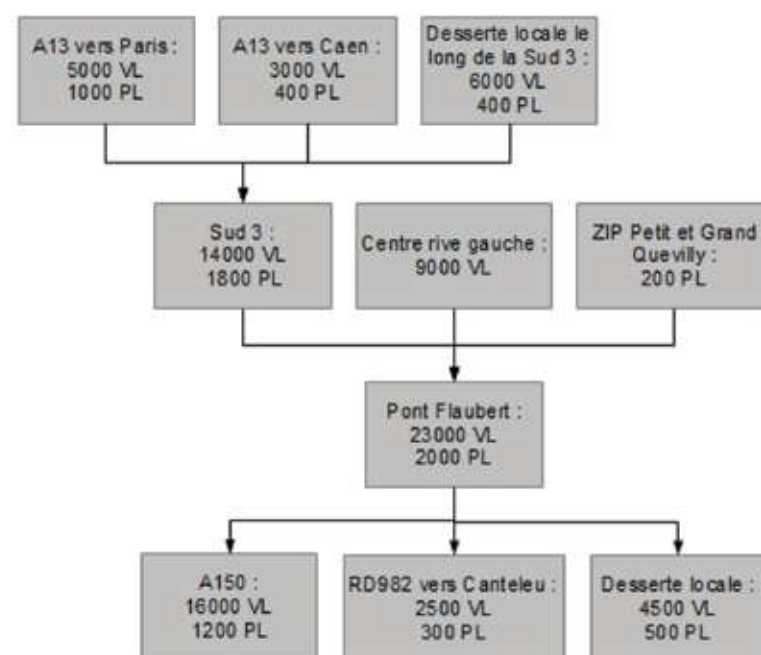 A13 vers Paris :
5000 VL
1000 PL
A13 vers Caen :
3000 VL
400 PL
Desserte locale le
long de la Sud 3 :
6000 VL
400 PL
Sud 3 :
14000 VL
1800 PL
Centre rive gauche :
9000 VL
ZIP Petit et Grand
Quevilly :
200 PL
Pont Flaubert :
23000 VL
2000 PL
A150 :
16000 VL
1200 PL
RD982 vers Canteleu :
2500 VL
300 PL
Desserte locale :
4500 VL
500 PL